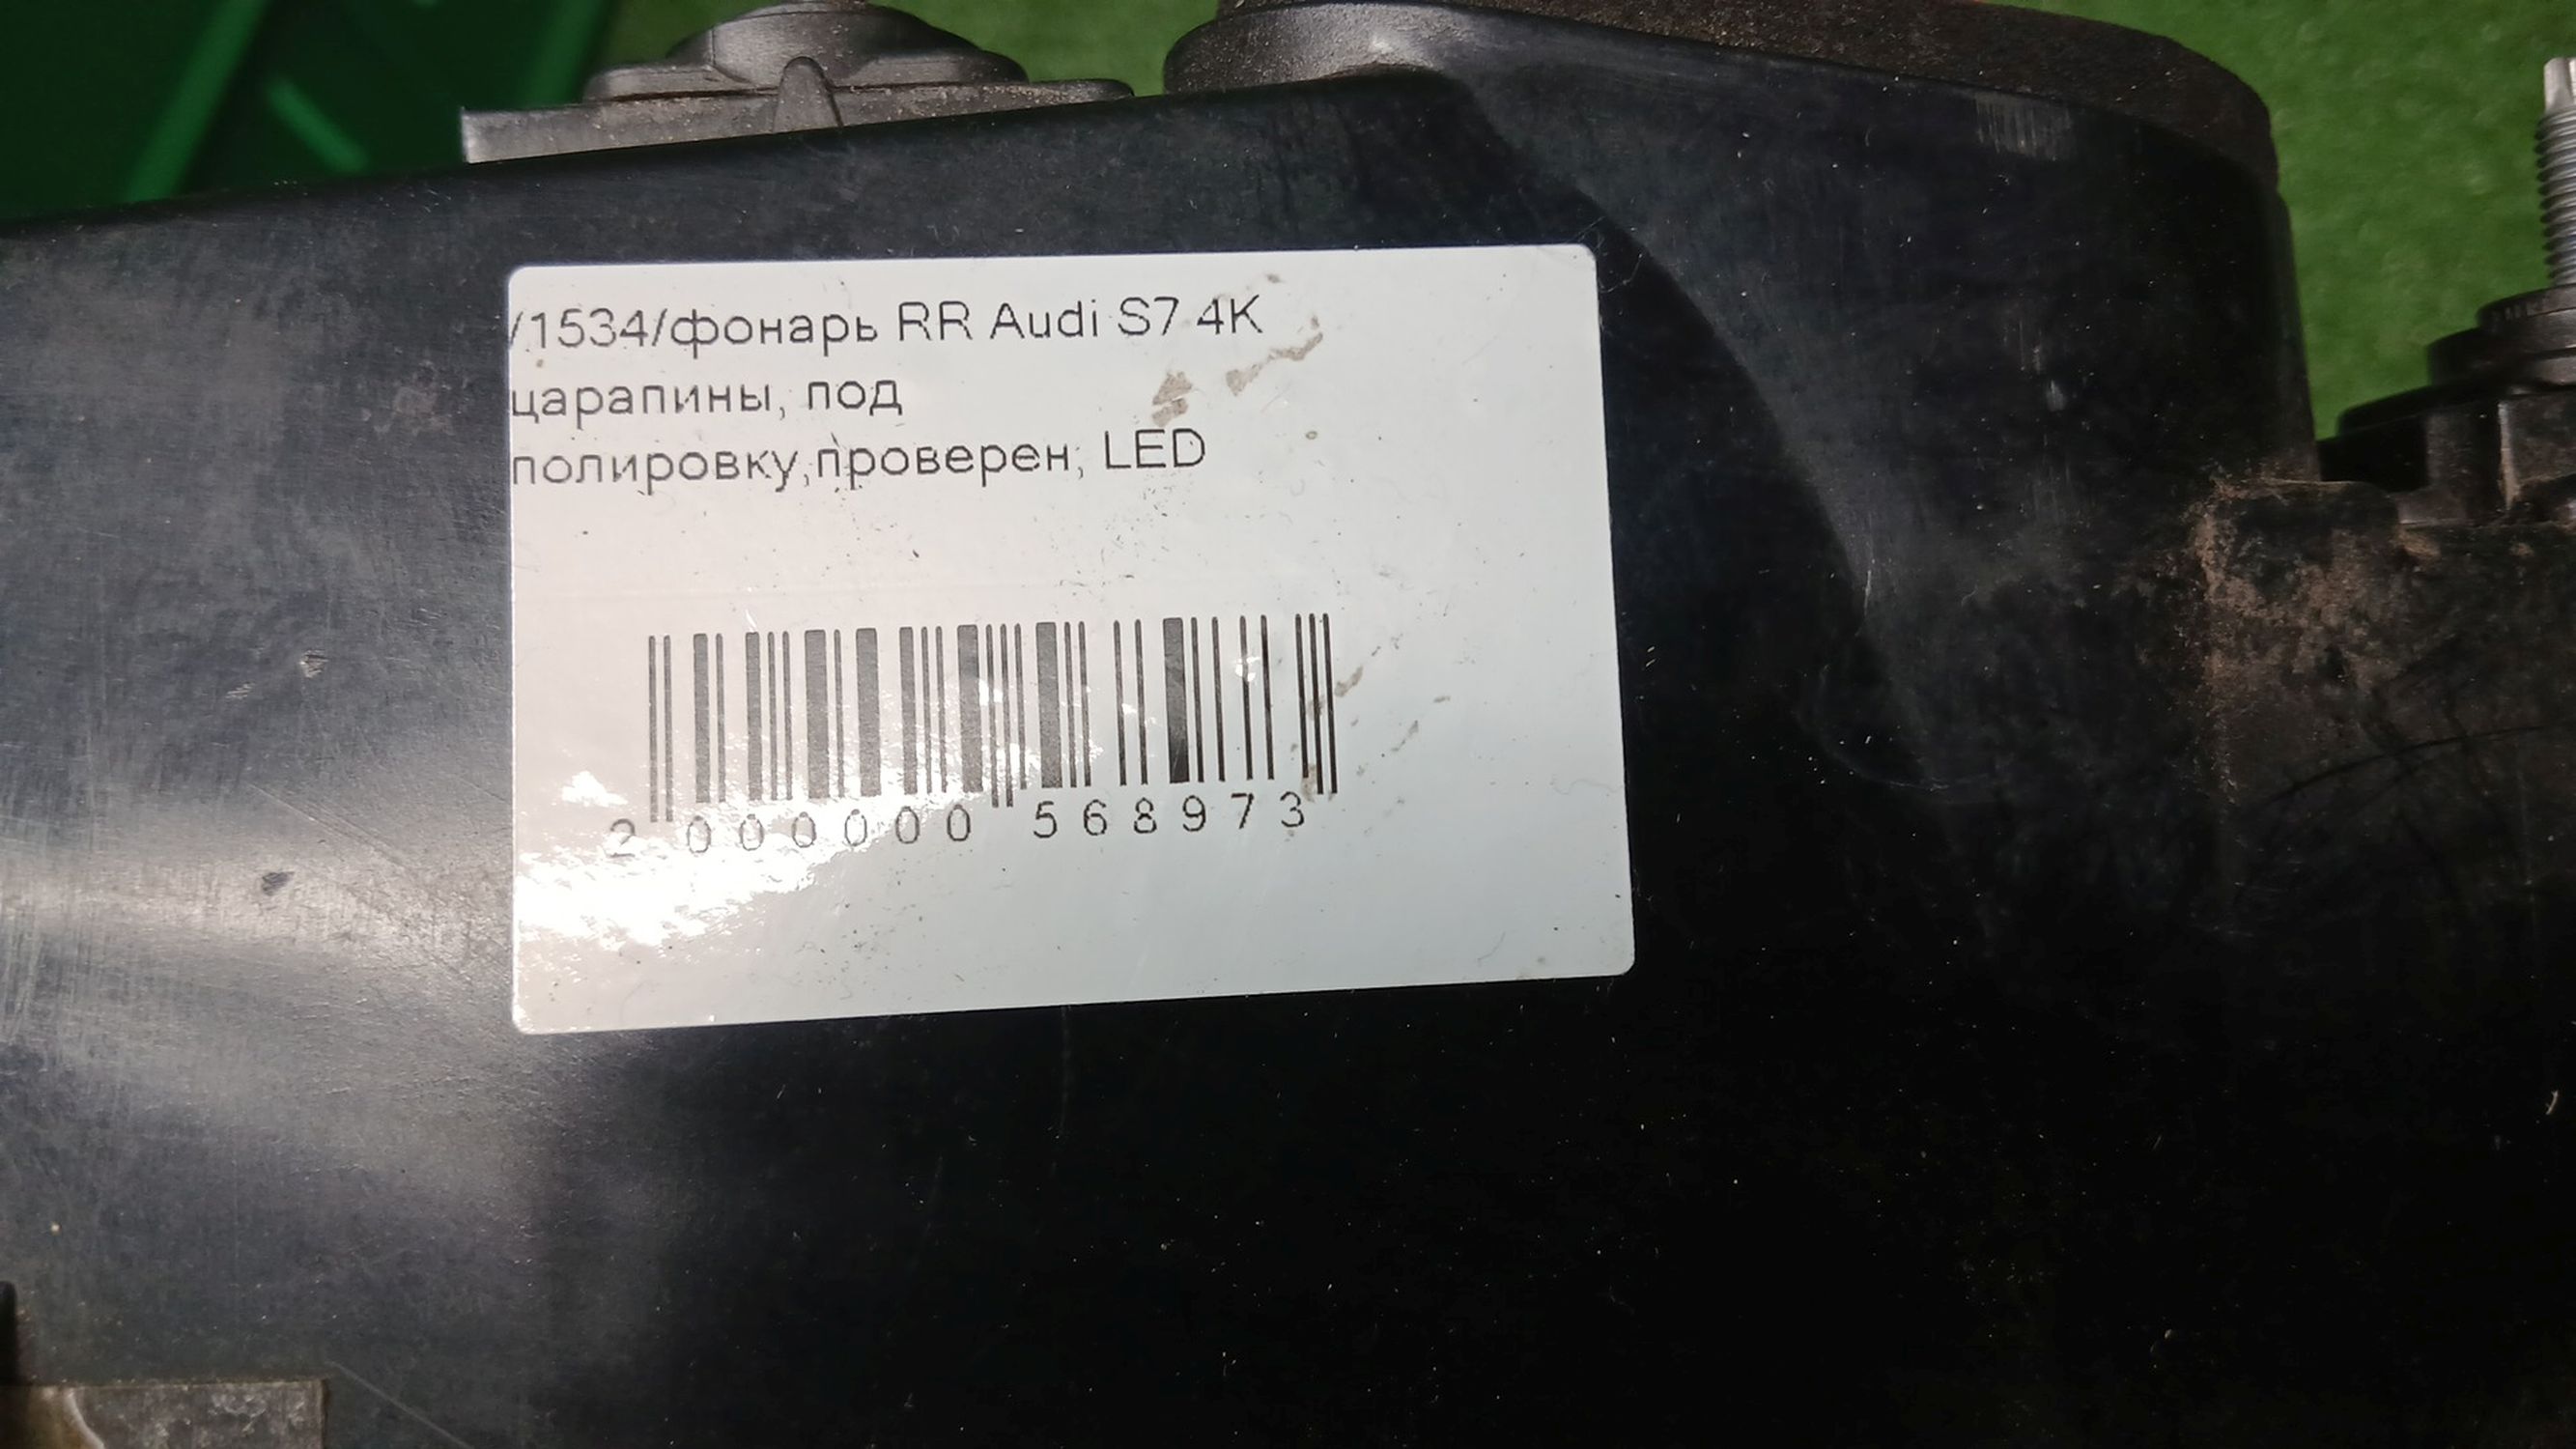 /1534/фонарь RR Audi S7 4K
царапины, под
полировку,проверен, LED
2 000000 568973